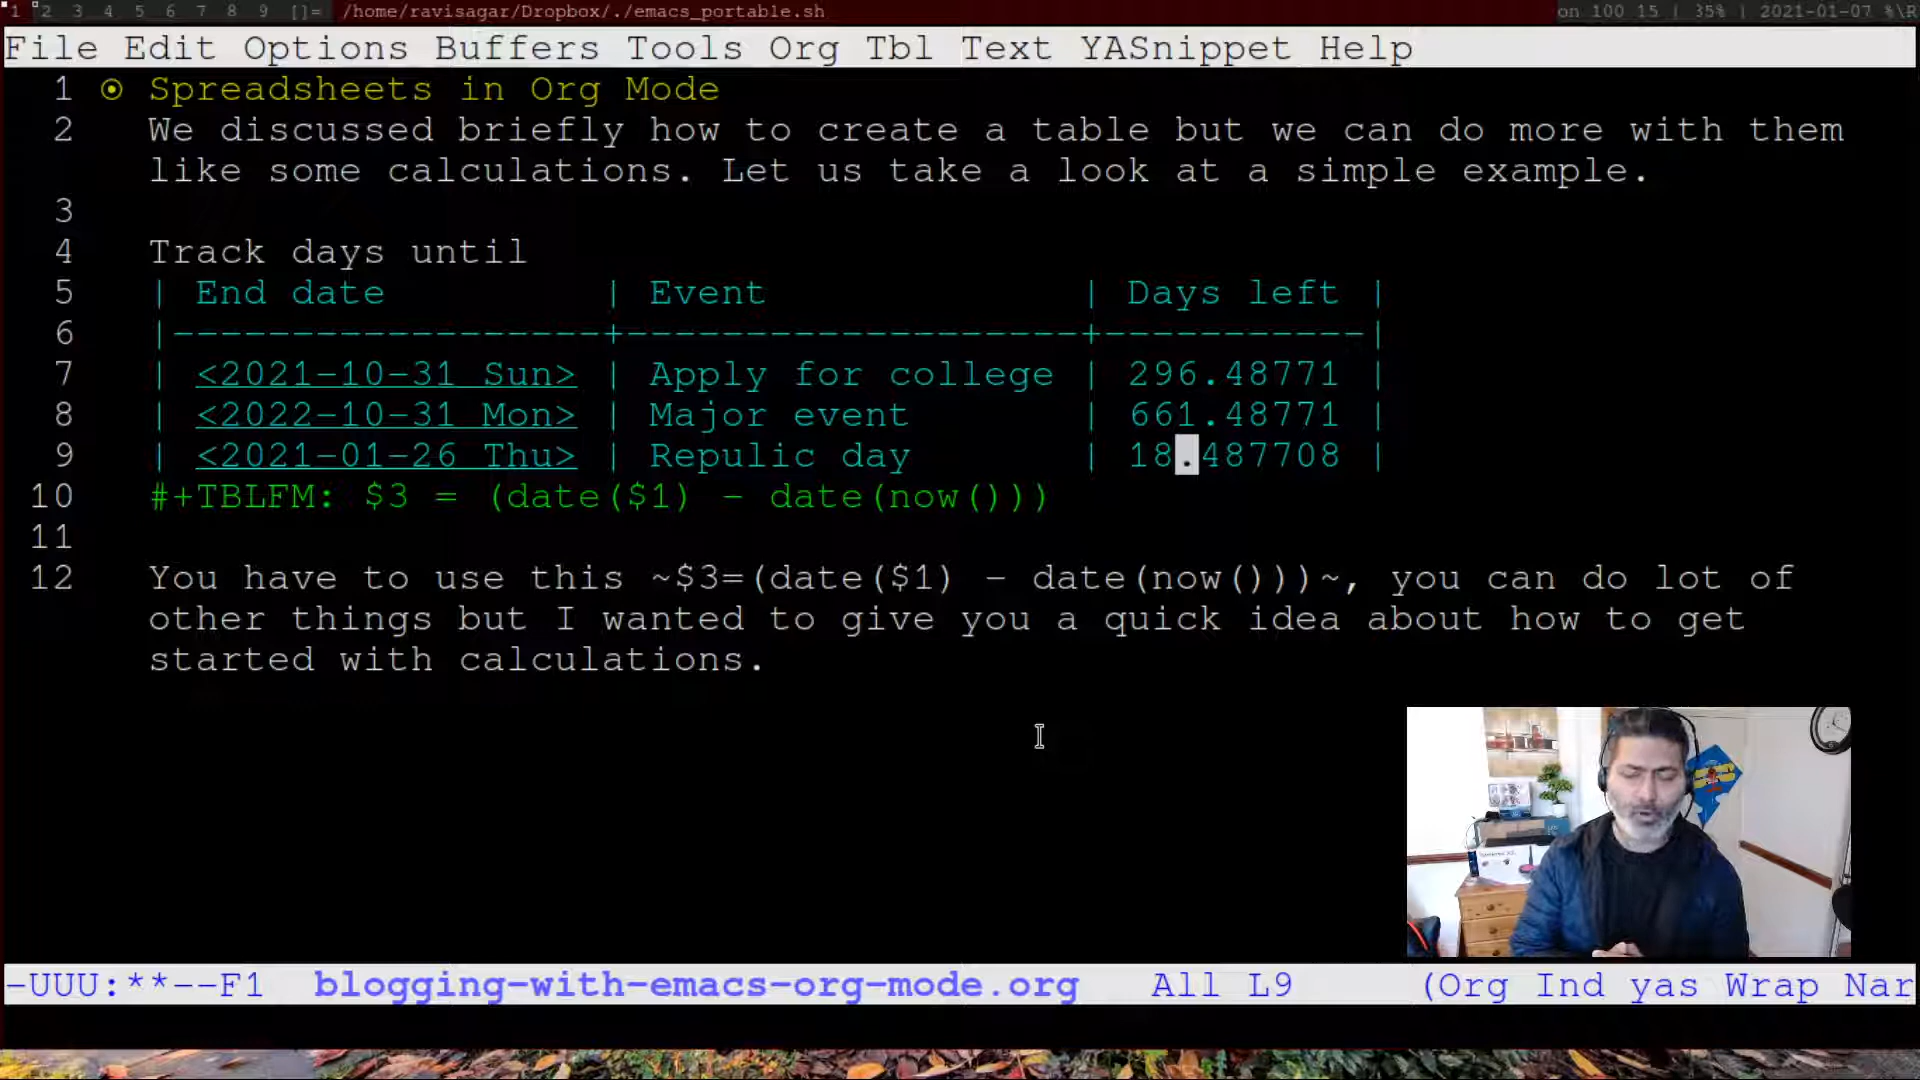 1 2 3 4 5 6 7 8 9 []= /home/ravisagar/Dropbox/./emacs_portable.sh on 100 15 | 35% | 2021-01-07 %\R
File Edit Options Buffers Tools Org Tbl Text YASnippet Help
1 Spreadsheets in Org Mode
2 We discussed briefly how to create a table but we can do more with them
like some calculations. Let us take a look at a simple example.
3
4 Track days until
5 | End date | Event | Days left |
6 |------------------+--------------------+-----------|
7 | <2021-10-31 Sun> | Apply for college | 296.48771 |
8 | <2022-10-31 Mon> | Major event | 661.48771 |
9 | <2021-01-26 Thu> | Repulic day | 18.487708 |
10 #+TBLFM: $3 = (date($1) - date(now()))
11
12 You have to use this ~$3=(date($1) - date(now()))~, you can do lot of
other things but I wanted to give you a quick idea about how to get
started with calculations.
-UUU:**--F1 blogging-with-emacs-org-mode.org All L9 (Org Ind yas Wrap Nar